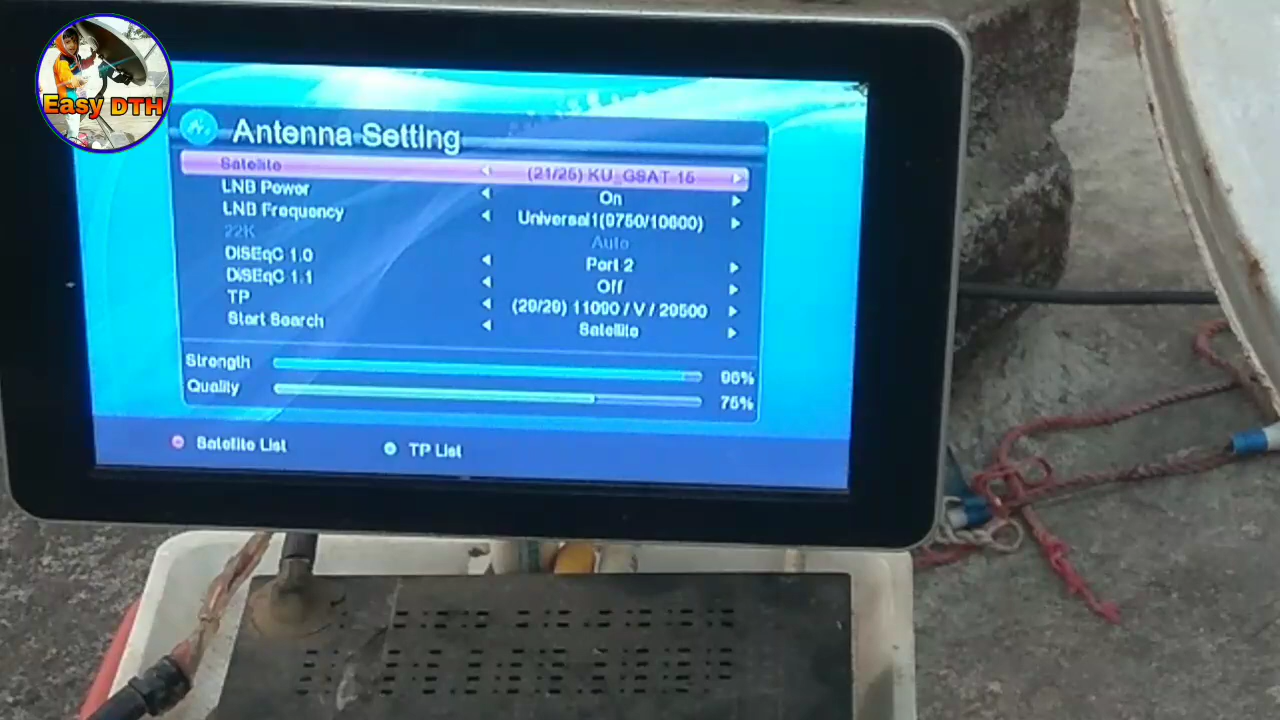 Easy DTH
Antenna Setting
Satellite (21/25) KU_GSAT 15
LNB Power On
LNB Frequency Universal1(9750/10600)
22K Auto
DiSEqC 1.0 Port 2
DiSEqC 1.1 Off
TP (29/29) 11090 / V / 29500
Start Search Satellite
Strength 96%
Quality 75%
Satellite List TP List